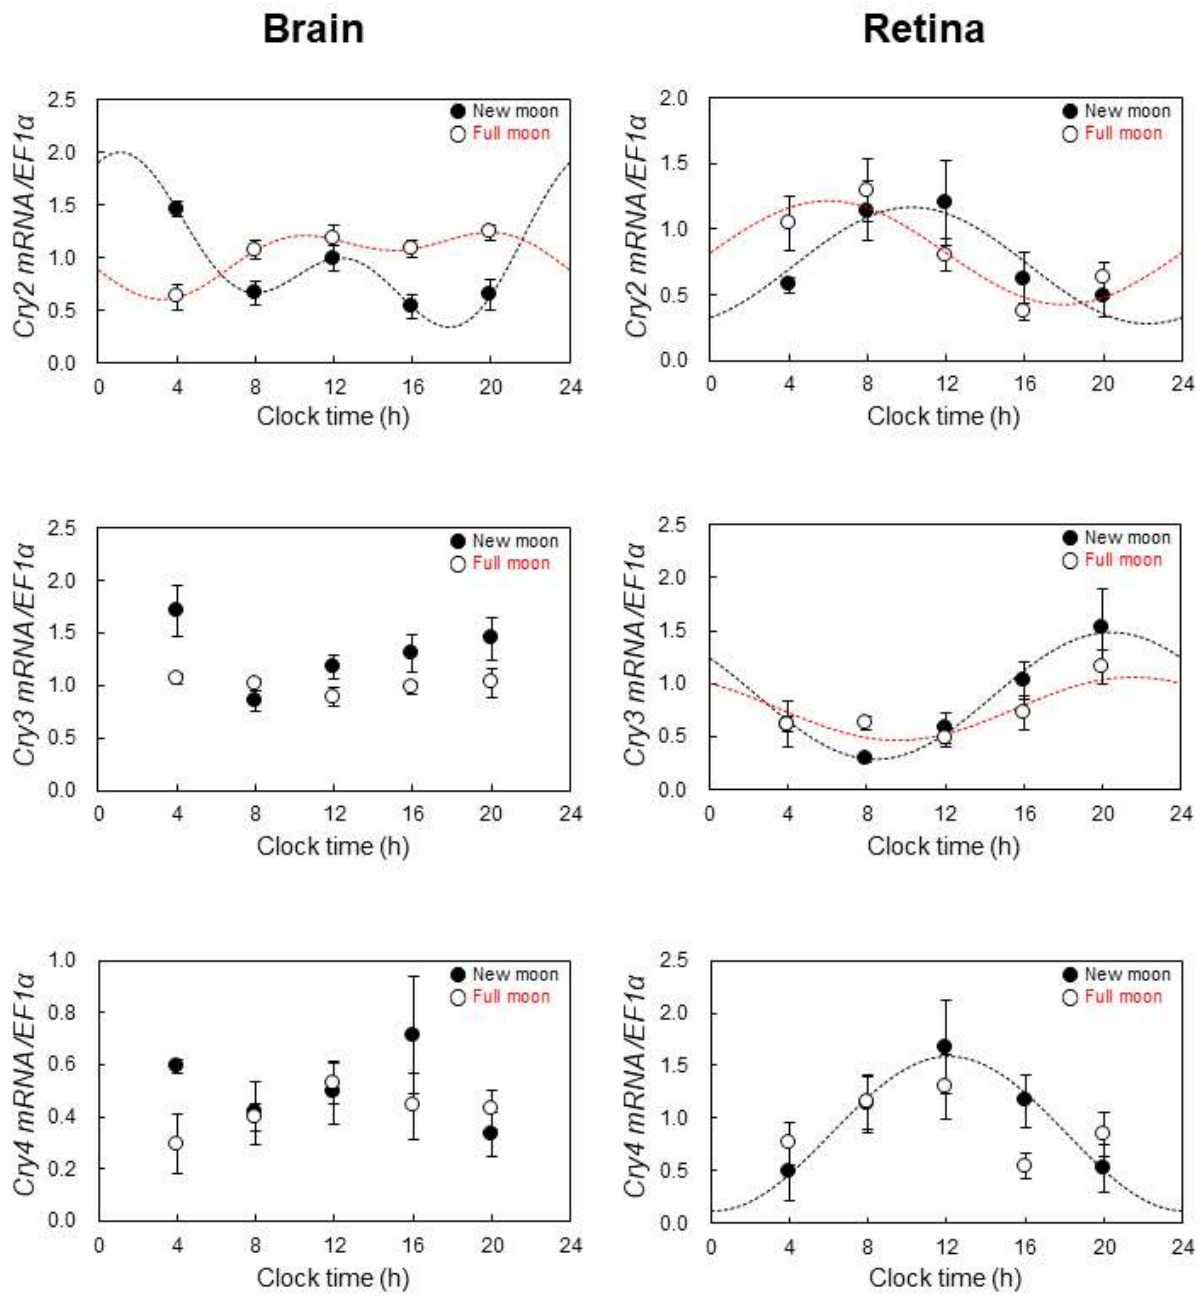 Brain
Retina
Cry2 mRNA/EF1α
2.5
2.0
1.5
1.0
0.5
0.0
New moon
Full moon
0 4 8 12 16 20 24
Clock time (h)
Cry2 mRNA/EF1α
2.0
1.5
1.0
0.5
0.0
New moon
Full moon
0 4 8 12 16 20 24
Clock time (h)
Cry3 mRNA/EF1α
2.5
2.0
1.5
1.0
0.5
0.0
New moon
Full moon
0 4 8 12 16 20 24
Clock time (h)
Cry3 mRNA/EF1α
2.5
2.0
1.5
1.0
0.5
0.0
New moon
Full moon
0 4 8 12 16 20 24
Clock time (h)
Cry4 mRNA/EF1α
1.0
0.8
0.6
0.4
0.2
0.0
New moon
Full moon
0 4 8 12 16 20 24
Clock time (h)
Cry4 mRNA/EF1α
2.5
2.0
1.5
1.0
0.5
0.0
New moon
Full moon
0 4 8 12 16 20 24
Clock time (h)